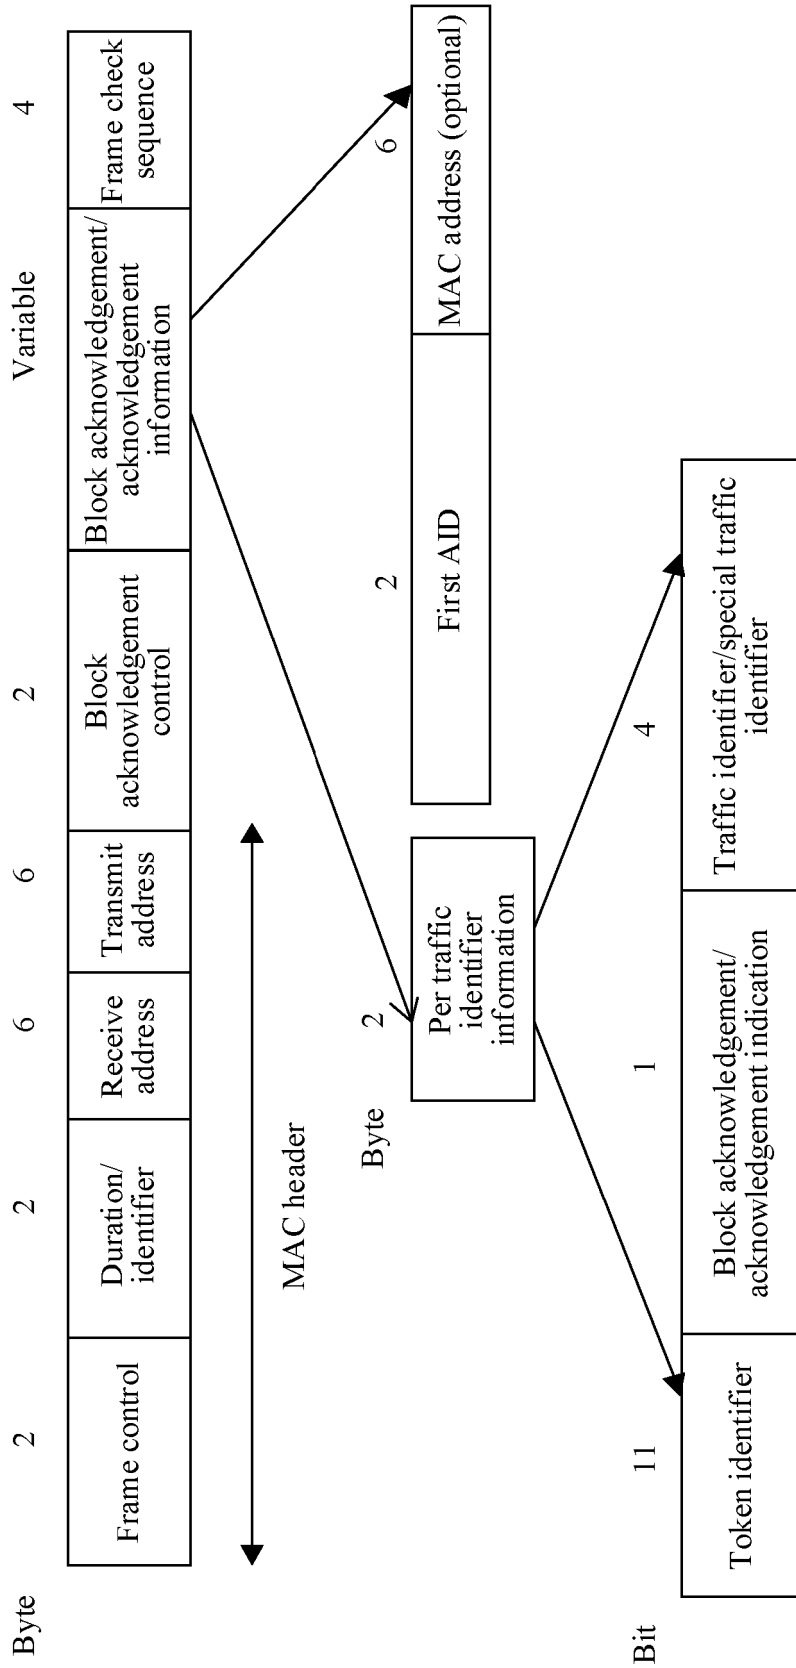 Byte
2
2
6
6
2
Variable
4
Frame control
Duration/
identifier
Receive
address
Transmit
address
Block
acknowledgement
control
Block acknowledgement/
acknowledgement
information
Frame check
sequence
MAC header
Byte
2
2
6
Per traffic
identifier
information
First AID
MAC address (optional)
Bit
11
1
4
Token identifier
Block acknowledgement/
acknowledgement indication
Traffic identifier/special traffic
identifier